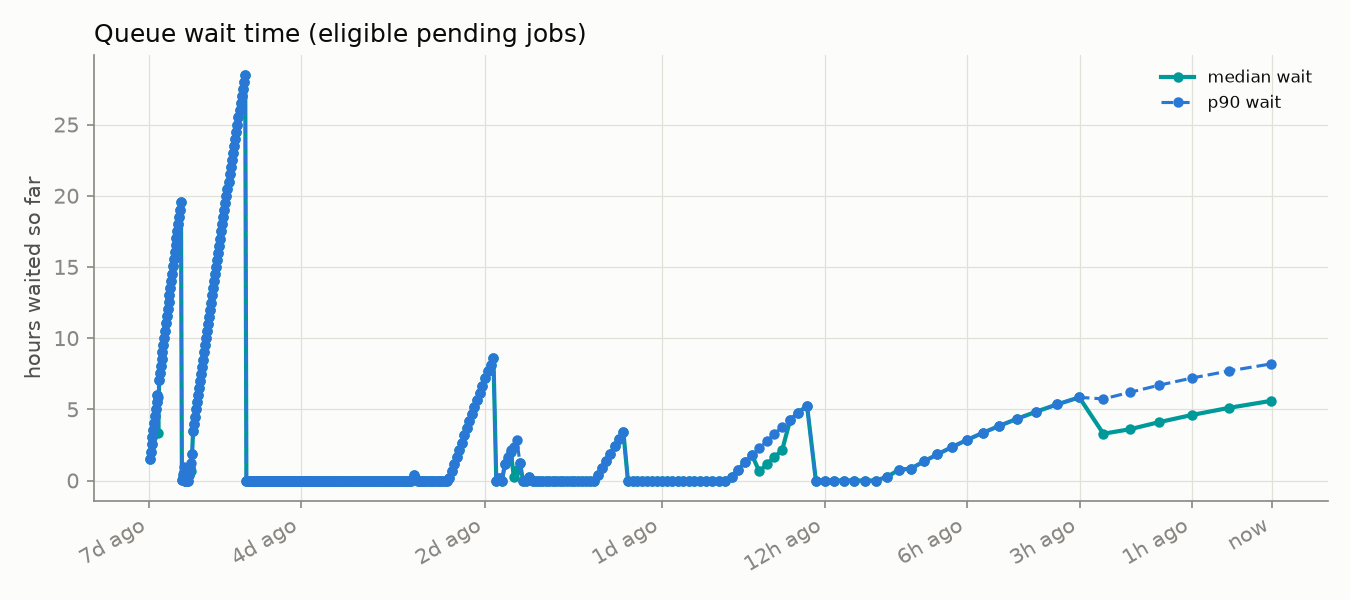 Queue wait time (eligible pending jobs)
median wait
p90 wait
hours waited so far
25
20
15
10
5
0
7d ago
4d ago
2d ago
1d ago
12h ago
6h ago
3h ago
1h ago
now